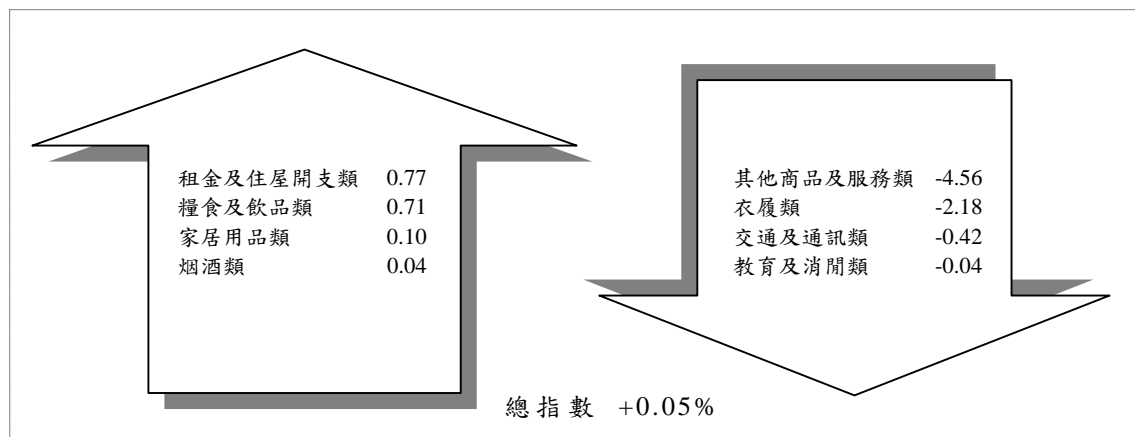 租金及住屋開支類 0.77
糧食及飲品類 0.71
家居用品類 0.10
烟酒類 0.04
其他商品及服務類 -4.56
衣履類 -2.18
交通及通訊類 -0.42
教育及消閒類 -0.04
總指數 +0.05%